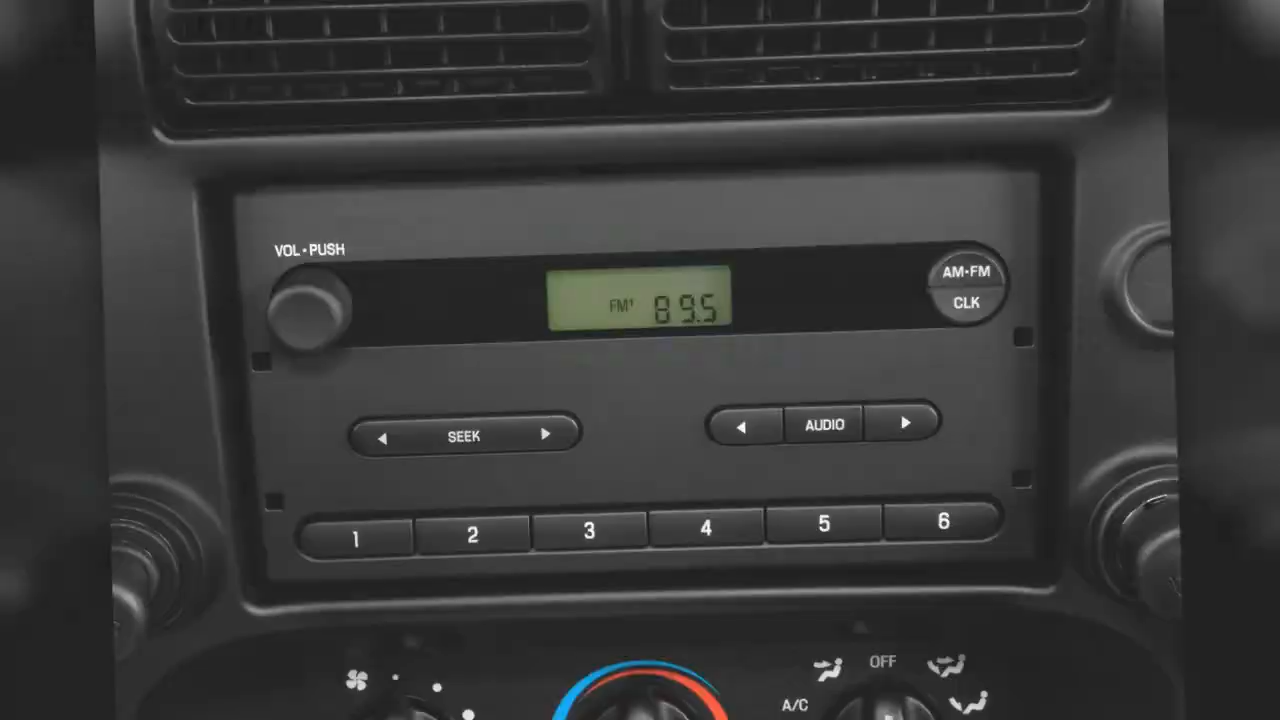 VOL•PUSH
AM•FM
CLK
FM1 89.5
SEEK
AUDIO
1 2 3 4 5 6
OFF
A/C